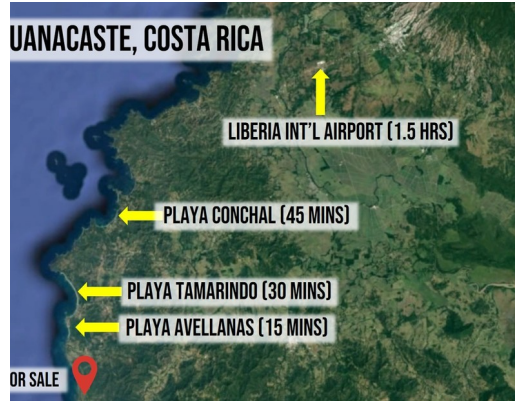 UANACASTE, COSTA RICA
LIBERIA INT'L AIRPORT (1.5 HRS)
PLAYA CONCHAL (45 MINS)
PLAYA TAMARINDO (30 MINS)
PLAYA AVELLANAS (15 MINS)
OR SALE